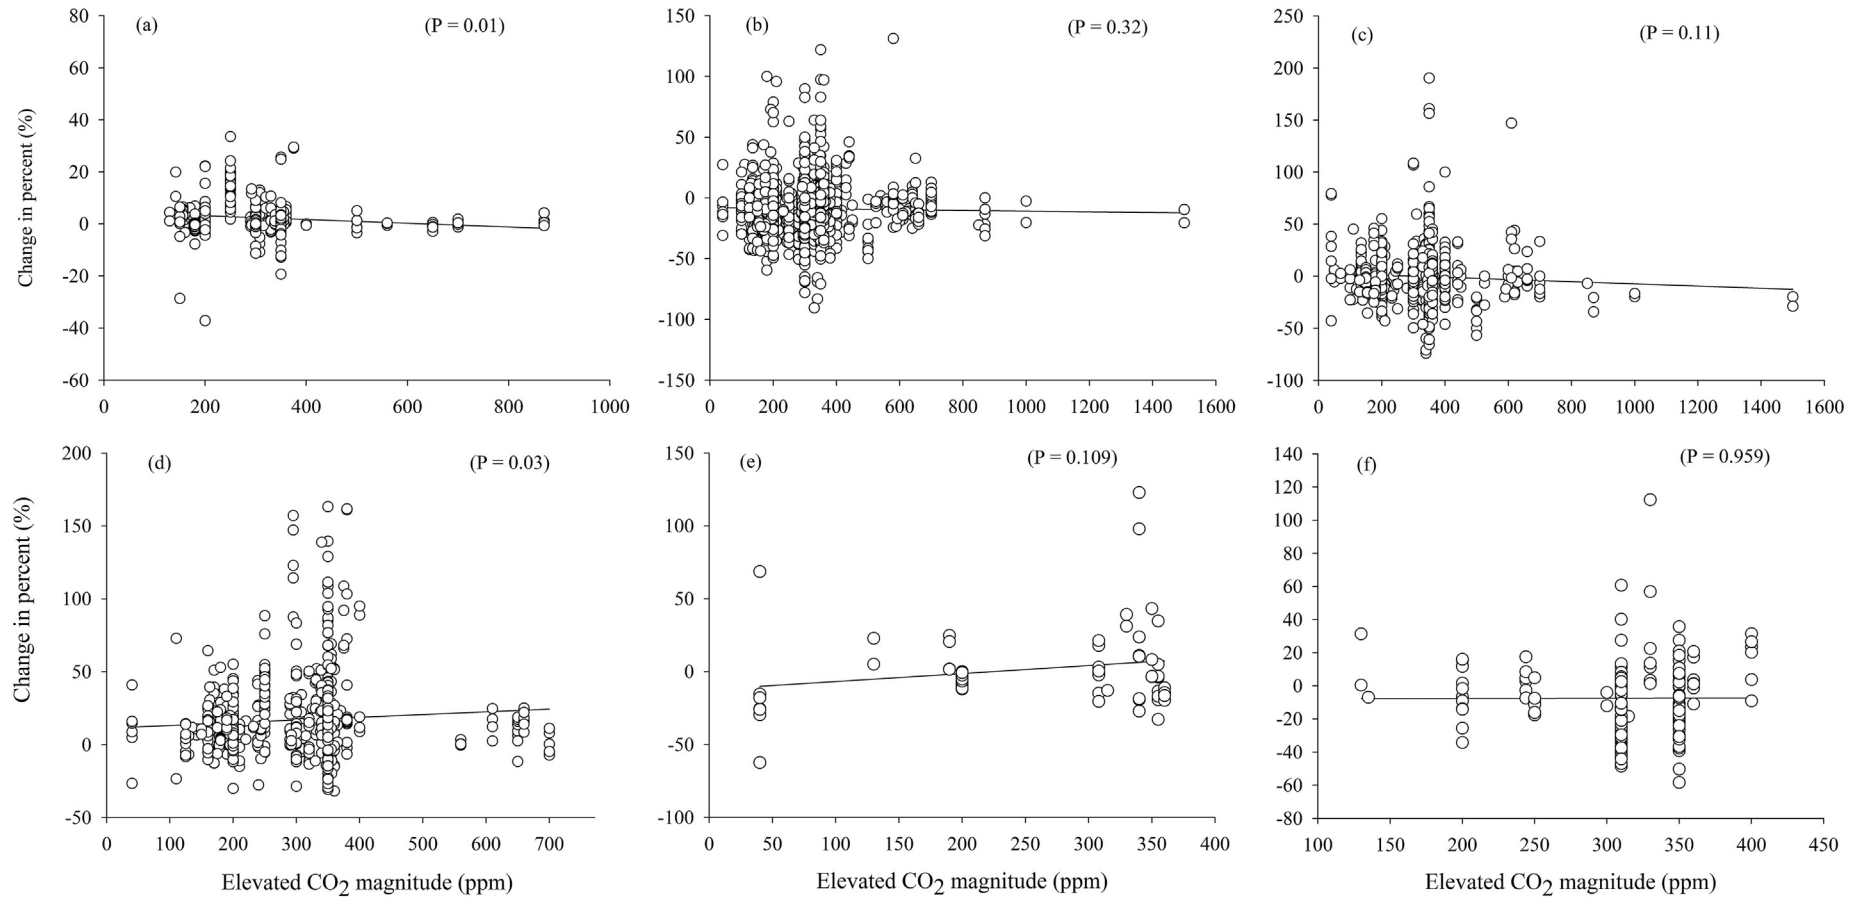 (a) (P = 0.01)
80
60
40
20
0
-20
-40
-60
0 200 400 600 800 1000
Change in percent (%)
(b) (P = 0.32)
150
100
50
0
-50
-100
-150
0 200 400 600 800 1000 1200 1400 1600
(c) (P = 0.11)
250
200
150
100
50
0
-50
-100
0 200 400 600 800 1000 1200 1400 1600
(d) (P = 0.03)
200
150
100
50
0
-50
0 100 200 300 400 500 600 700
Change in percent (%)
Elevated CO2 magnitude (ppm)
(e) (P = 0.109)
150
100
50
0
-50
-100
0 50 100 150 200 250 300 350 400
Elevated CO2 magnitude (ppm)
(f) (P = 0.959)
140
120
100
80
60
40
20
0
-20
-40
-60
-80
100 150 200 250 300 350 400 450
Elevated CO2 magnitude (ppm)